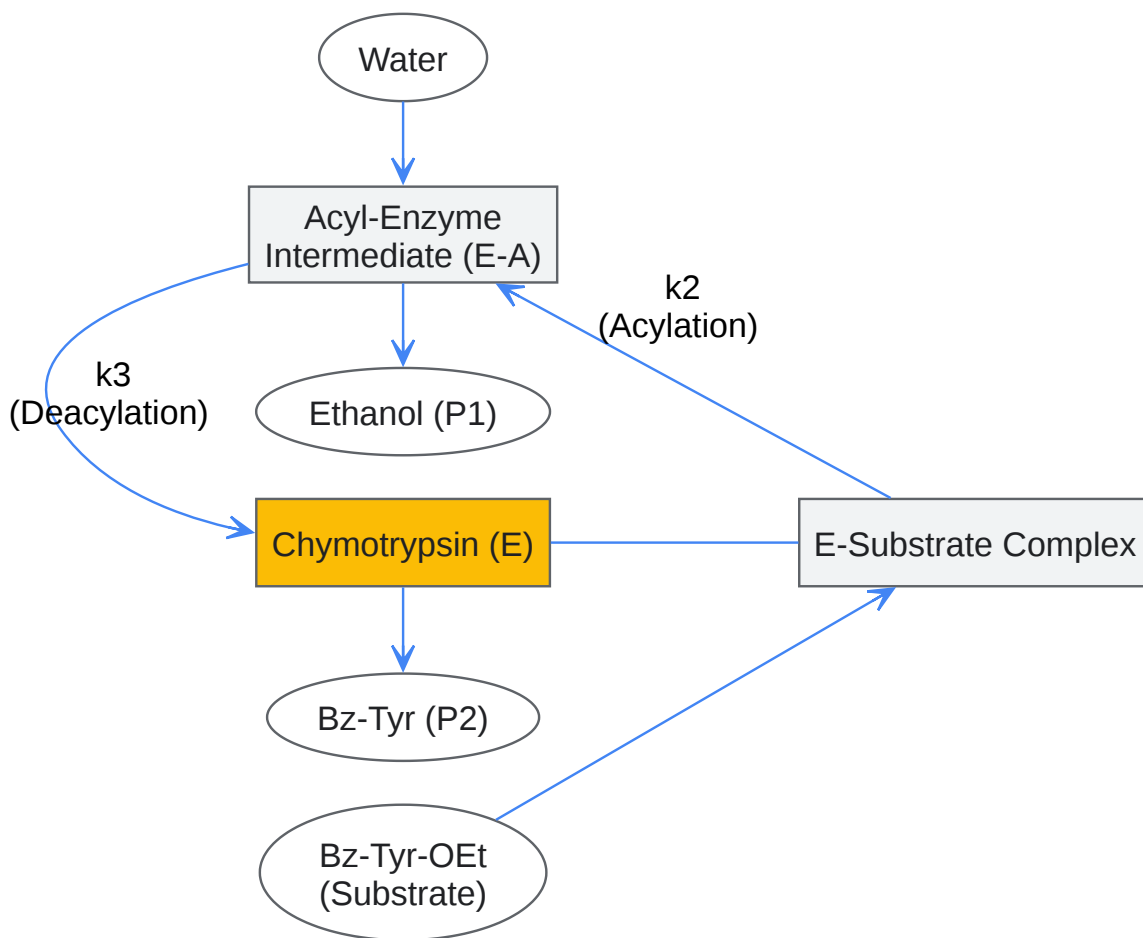 Water
Acyl-Enzyme
Intermediate (E-A)
k2
(Acylation)
k3
(Deacylation)
Ethanol (P1)
Chymotrypsin (E)
E-Substrate Complex
Bz-Tyr (P2)
Bz-Tyr-OEt
(Substrate)